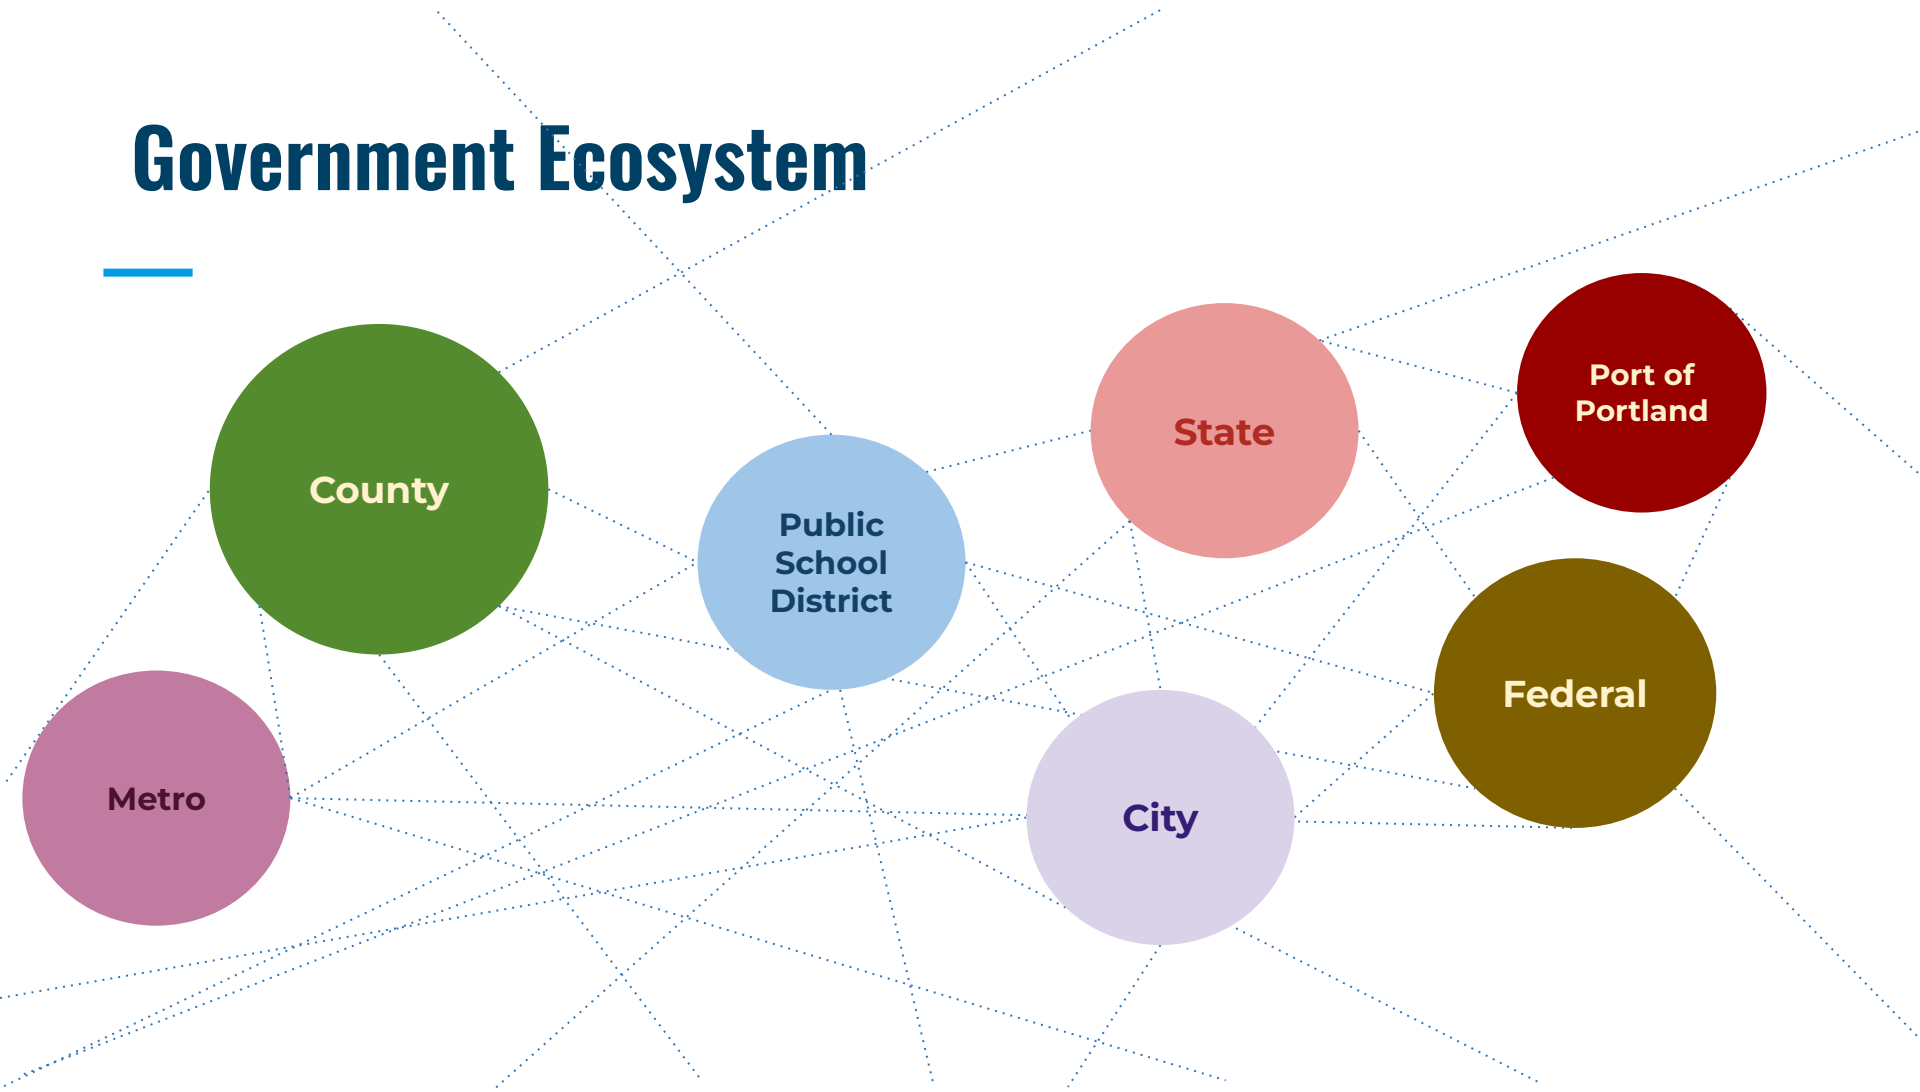 Government Ecosystem
County
Public
School
District
State
Port of
Portland
Metro
City
Federal